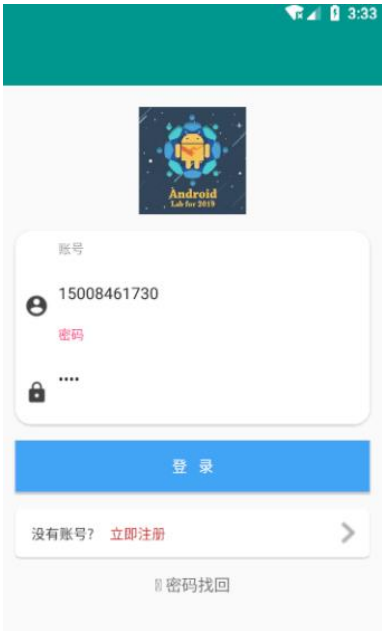 3:33
Android
Lab for 2019
账号
15008461730
密码
••••
登 录
没有账号? 立即注册
密码找回